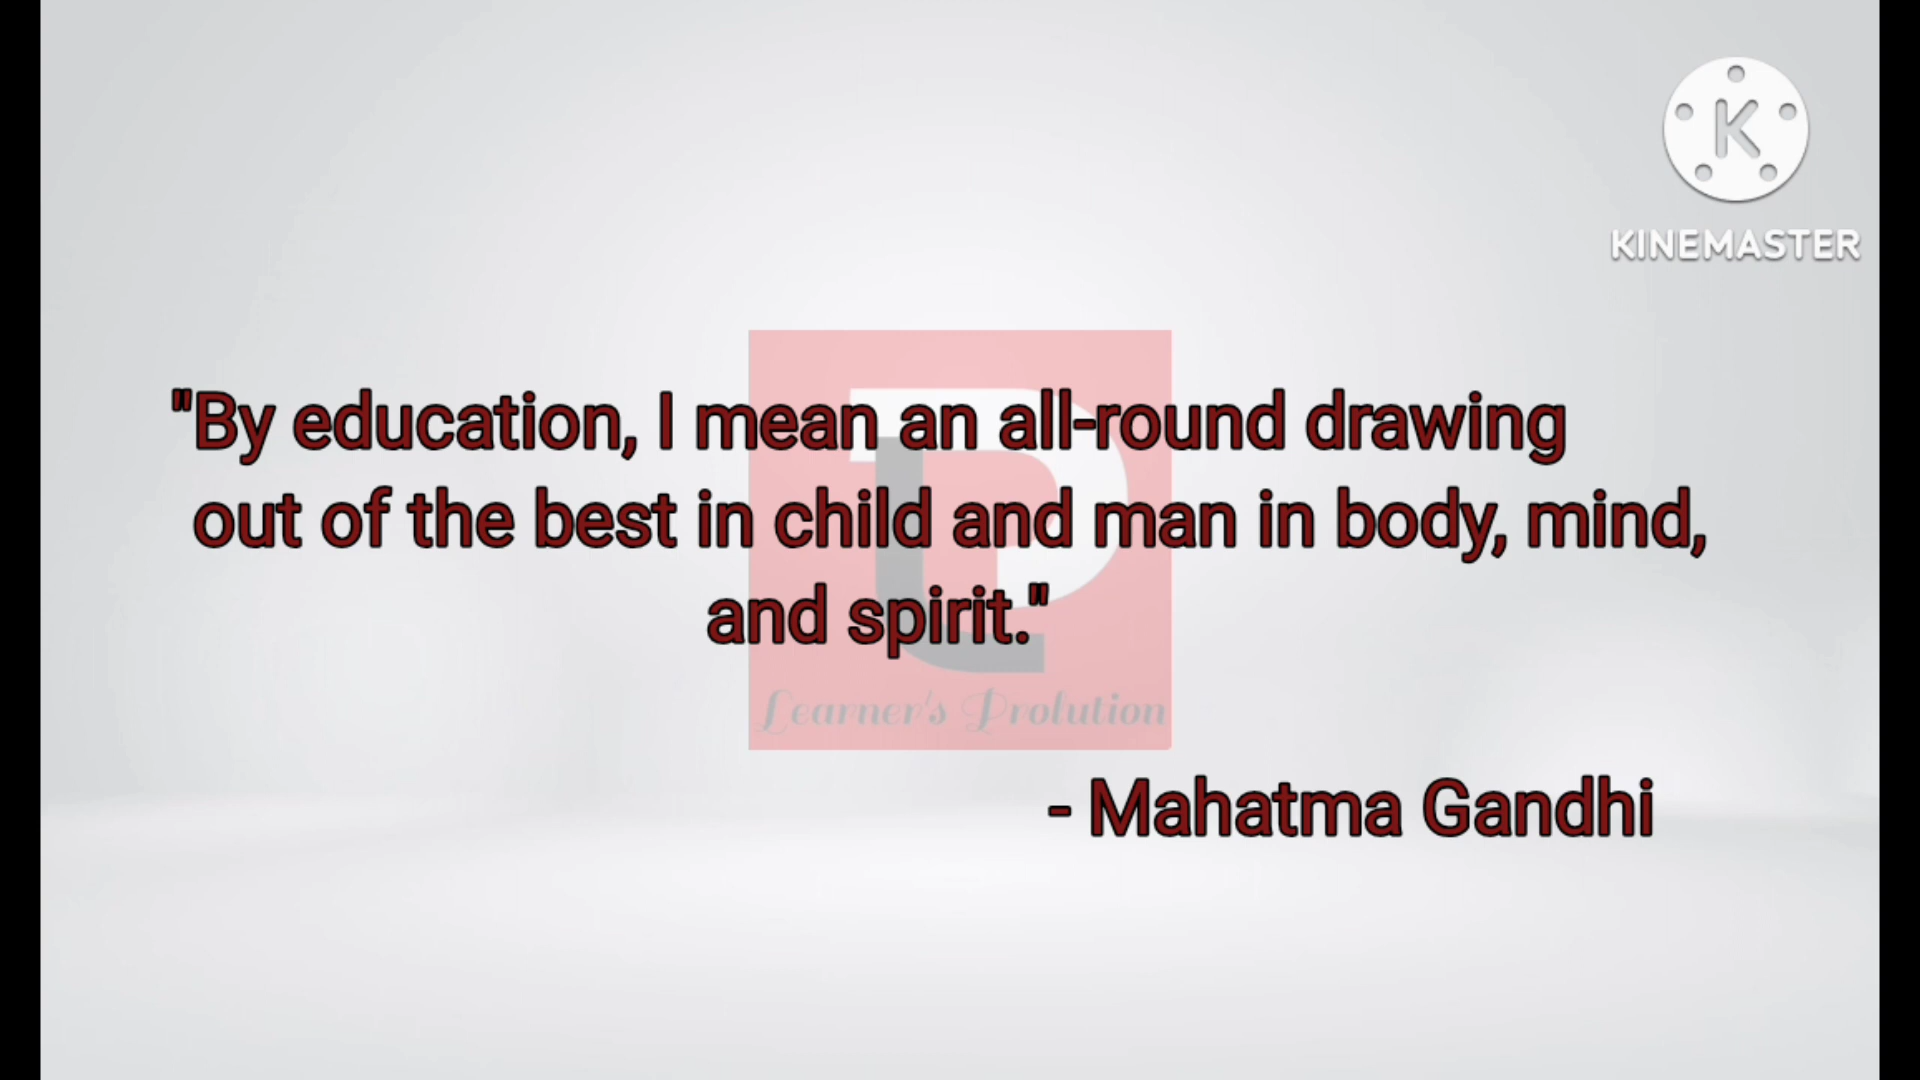 K
KINEMASTER
"By education, I mean an all-round drawing
out of the best in child and man in body, mind,
and spirit."
Learner's Prolution
- Mahatma Gandhi